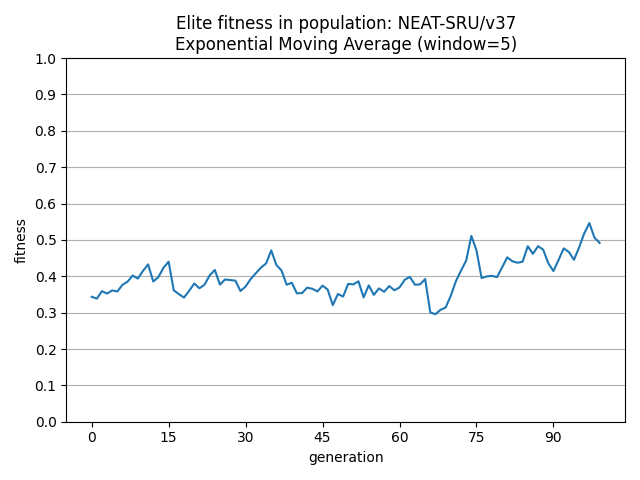 Elite fitness in population: NEAT-SRU/v37
Exponential Moving Average (window=5)
1.0
0.9
0.8
0.7
0.6
0.5
0.4
0.3
0.2
0.1
0.0
fitness
0 15 30 45 60 75 90
generation